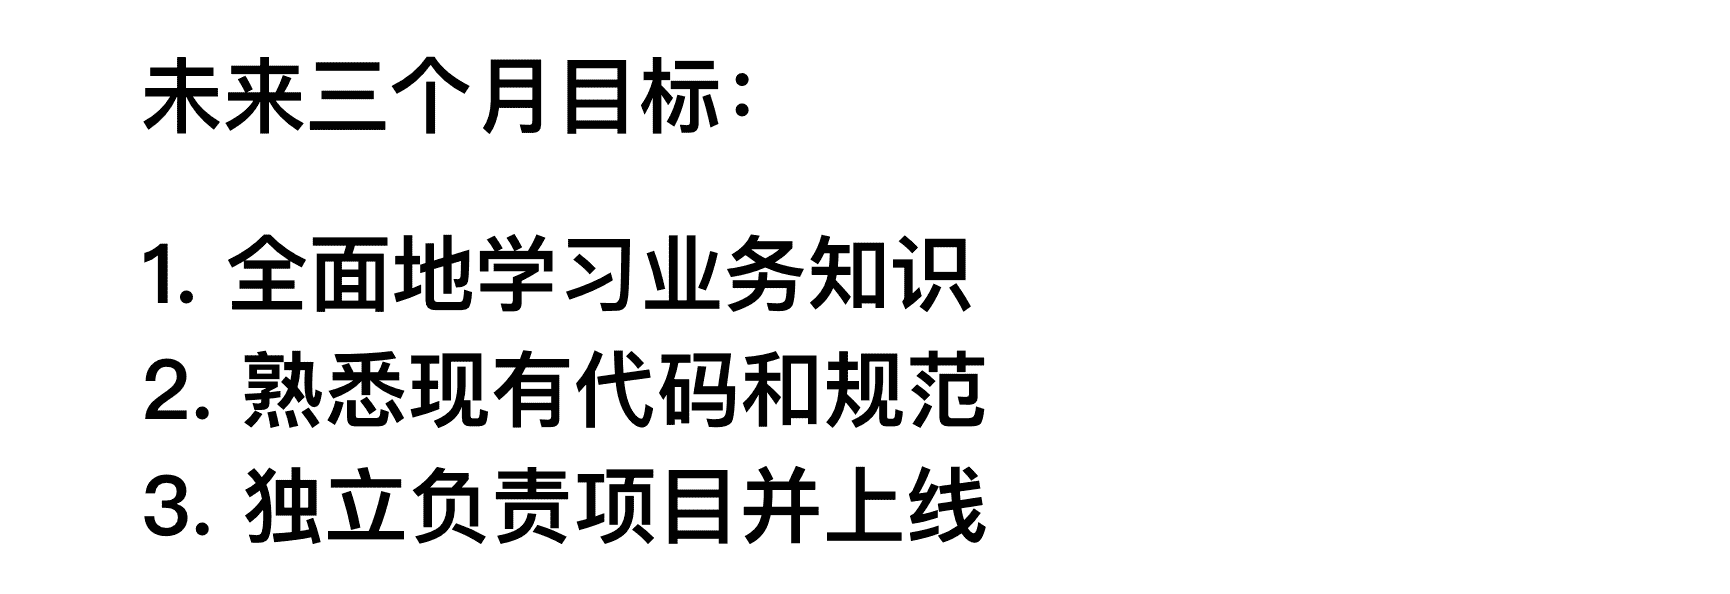 未来三个月目标：
1. 全面地学习业务知识
2. 熟悉现有代码和规范
3. 独立负责项目并上线